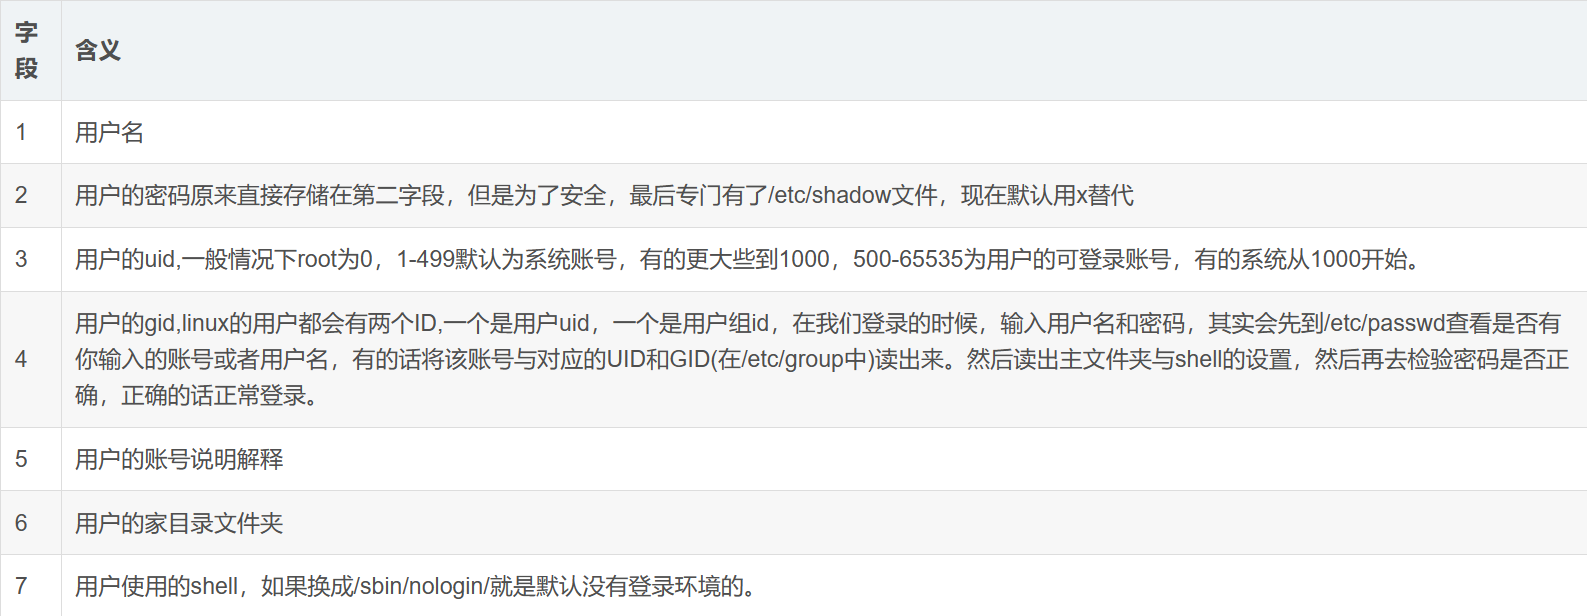 字
段
含义
1
用户名
2
用户的密码原来直接存储在第二字段，但是为了安全，最后专门有了/etc/shadow文件，现在默认用x替代
3
用户的uid,一般情况下root为0，1-499默认为系统账号，有的更大些到1000，500-65535为用户的可登录账号，有的系统从1000开始。
4
用户的gid,linux的用户都会有两个ID,一个是用户uid，一个是用户组id，在我们登录的时候，输入用户名和密码，其实会先到/etc/passwd查看是否有
你输入的账号或者用户名，有的话将该账号与对应的UID和GID(在/etc/group中)读出来。然后读出主文件夹与shell的设置，然后再去检验密码是否正
确，正确的话正常登录。
5
用户的账号说明解释
6
用户的家目录文件夹
7
用户使用的shell，如果换成/sbin/nologin/就是默认没有登录环境的。